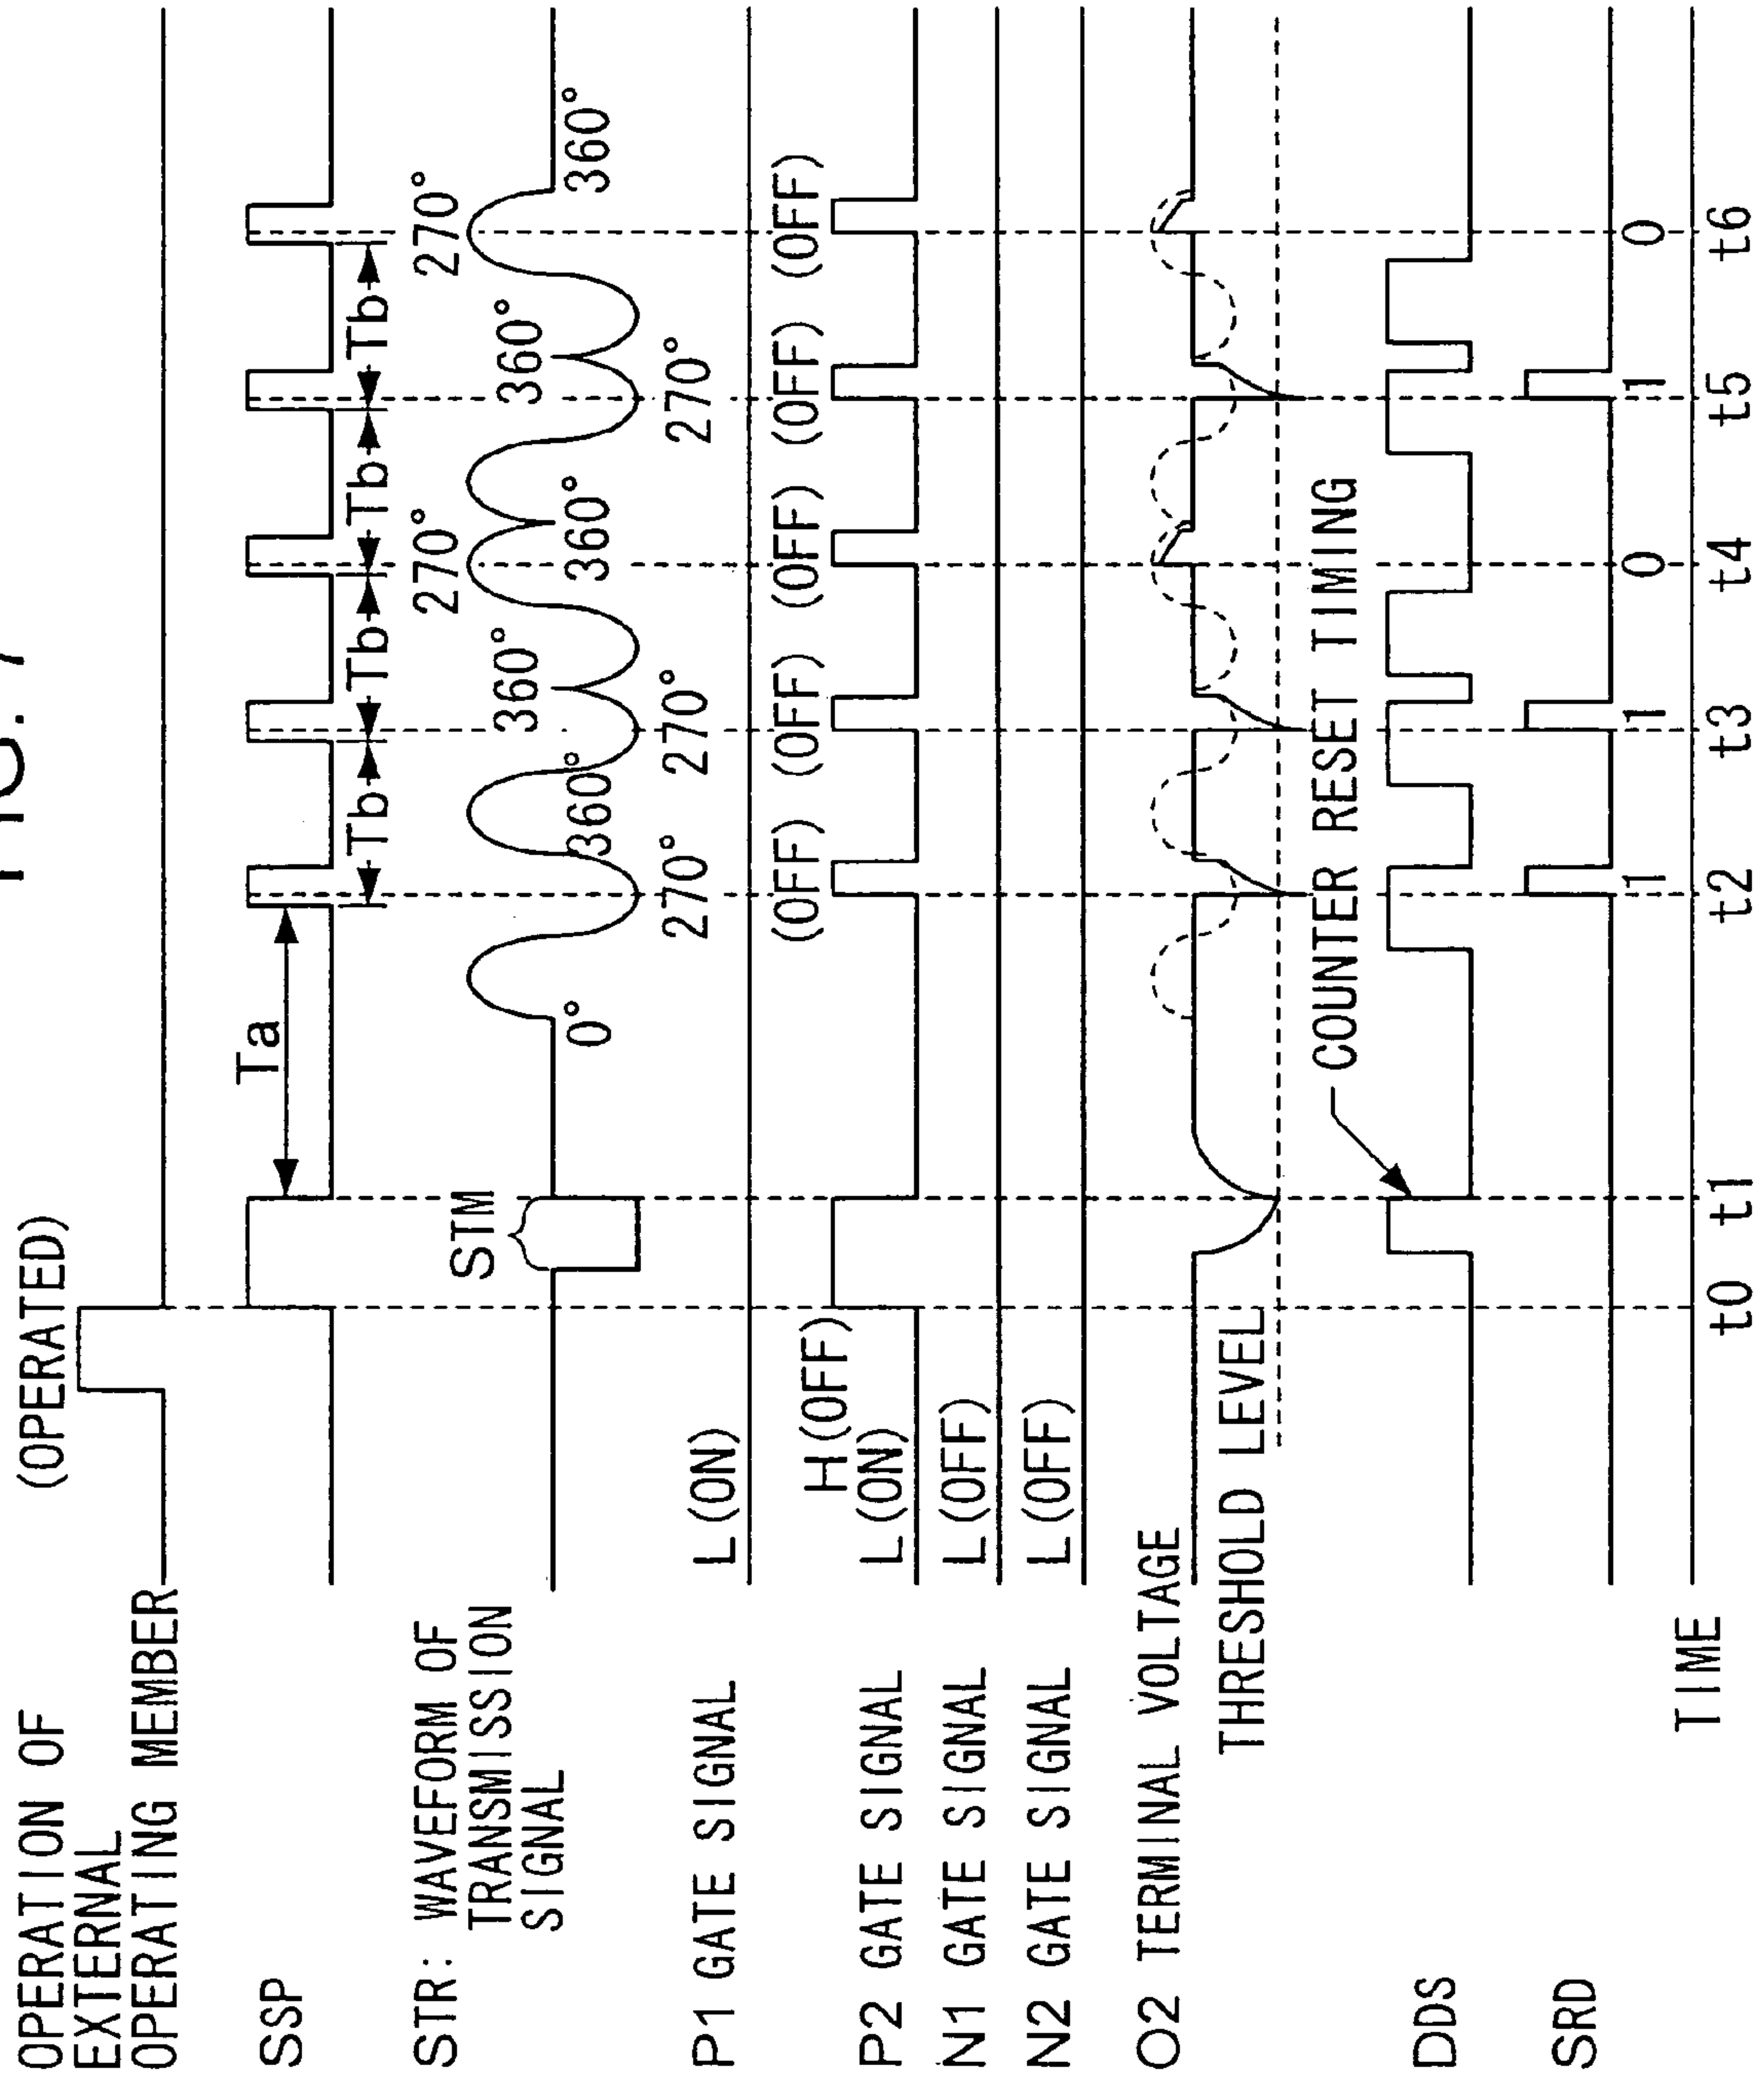 FIG. 7
OPERATION OF
EXTERNAL
OPERATING MEMBER
(OPERATED)
SSP
Ta
Tb Tb Tb Tb
STR: WAVEFORM OF
TRANSMISSION
SIGNAL
STM
0°
270°
360°
270°
360°
270°
360°
270°
360°
270°
360°
P1 GATE SIGNAL
L(ON)
P2 GATE SIGNAL
H(OFF)
L(ON)
(OFF) (OFF) (OFF) (OFF) (OFF)
N1 GATE SIGNAL
L(OFF)
N2 GATE SIGNAL
L(OFF)
O2 TERMINAL VOLTAGE
THRESHOLD LEVEL
COUNTER RESET TIMING
DDS
SRD
1 1 0 1 0
TIME
t0 t1 t2 t3 t4 t5 t6